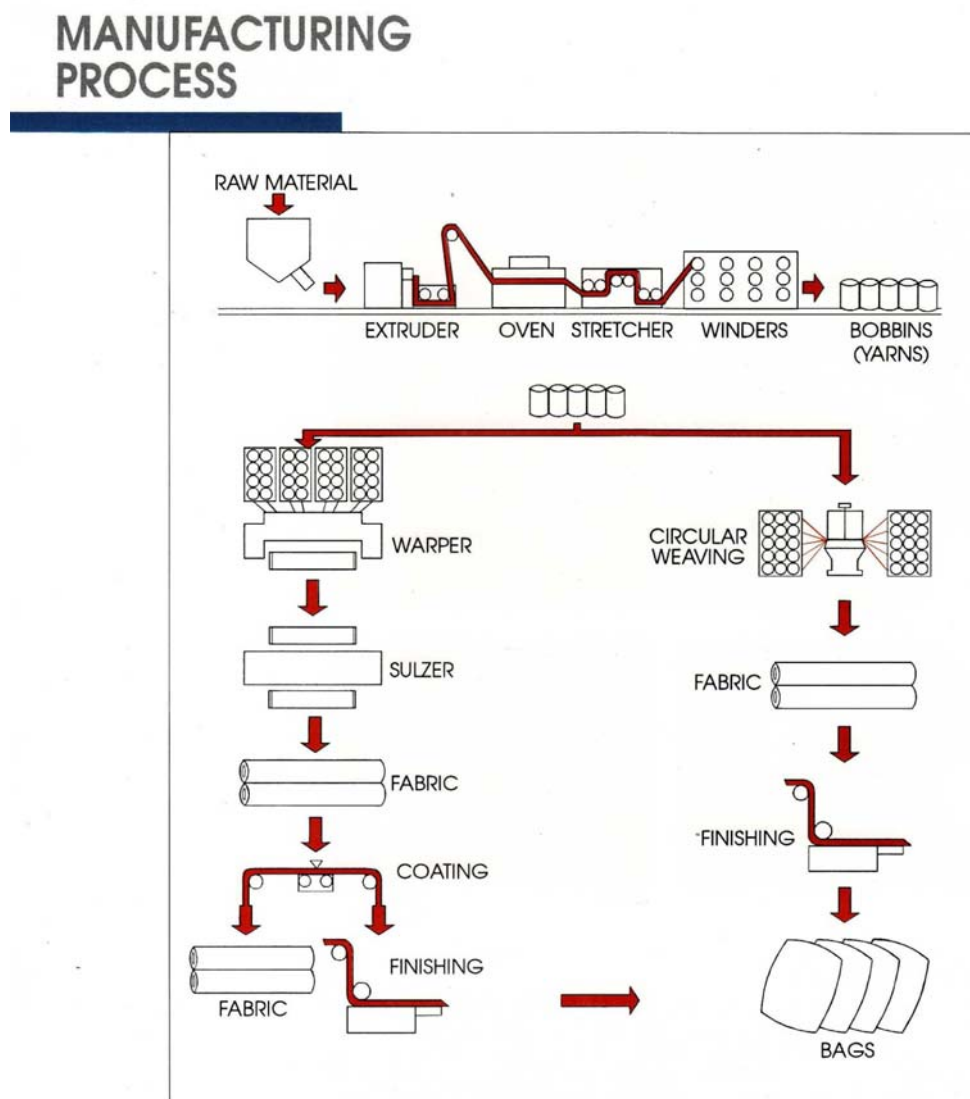 MANUFACTURING
PROCESS
RAW MATERIAL
EXTRUDER
OVEN
STRETCHER
WINDERS
BOBBINS
(YARNS)
WARPER
CIRCULAR
WEAVING
SULZER
FABRIC
FABRIC
FINISHING
COATING
FINISHING
FABRIC
BAGS